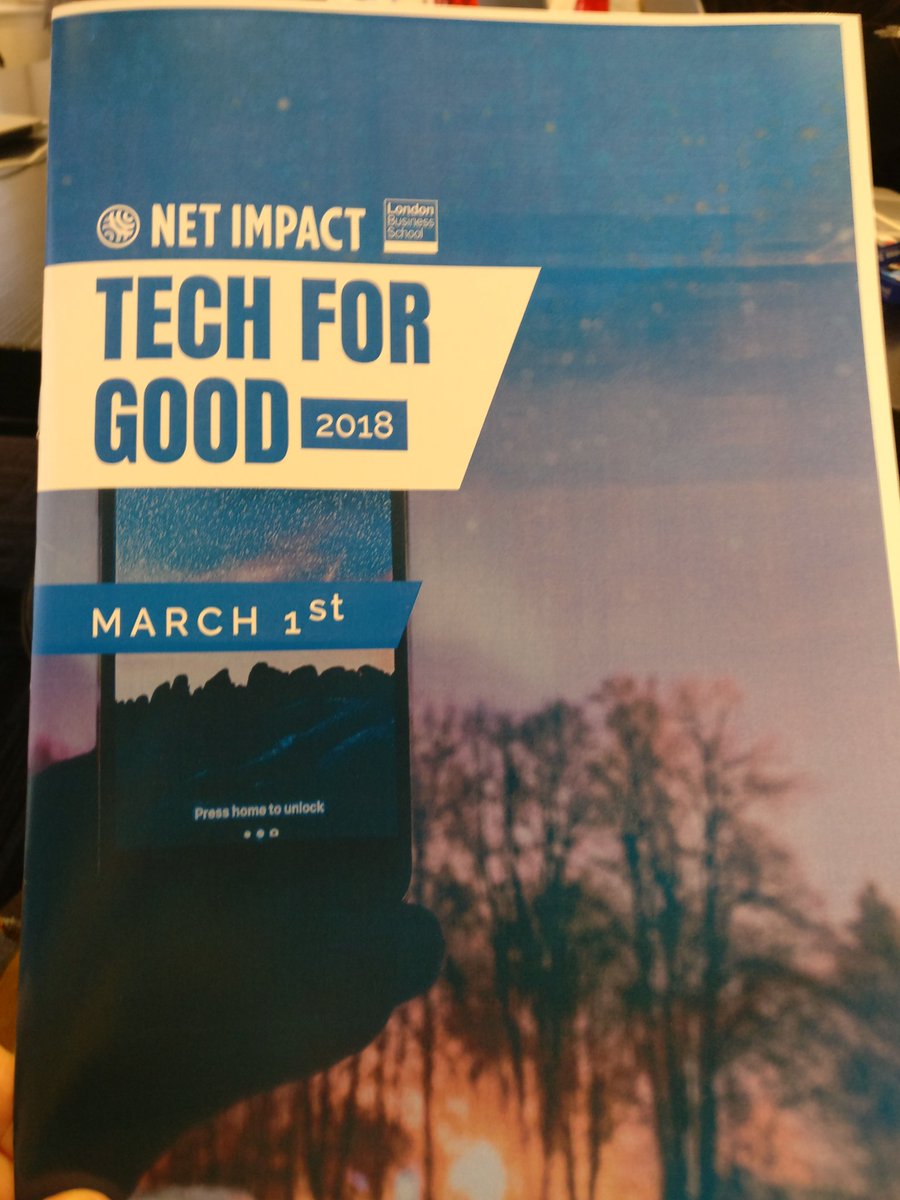 NET IMPACT
London
Business
School
TECH FOR
GOOD 2018
MARCH 1st
Press home to unlock